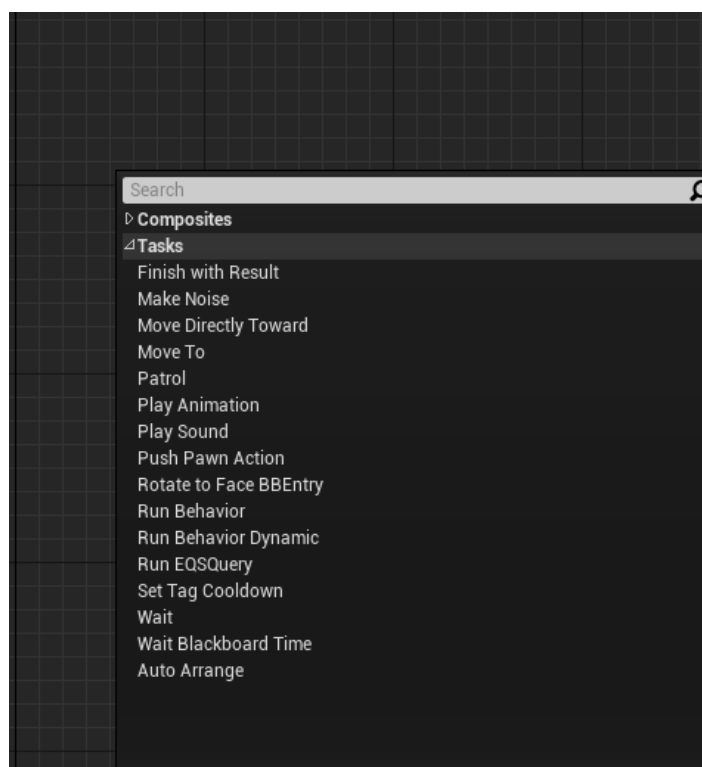 Search
Composites
Tasks
Finish with Result
Make Noise
Move Directly Toward
Move To
Patrol
Play Animation
Play Sound
Push Pawn Action
Rotate to Face BBEntry
Run Behavior
Run Behavior Dynamic
Run EQSQuery
Set Tag Cooldown
Wait
Wait Blackboard Time
Auto Arrange